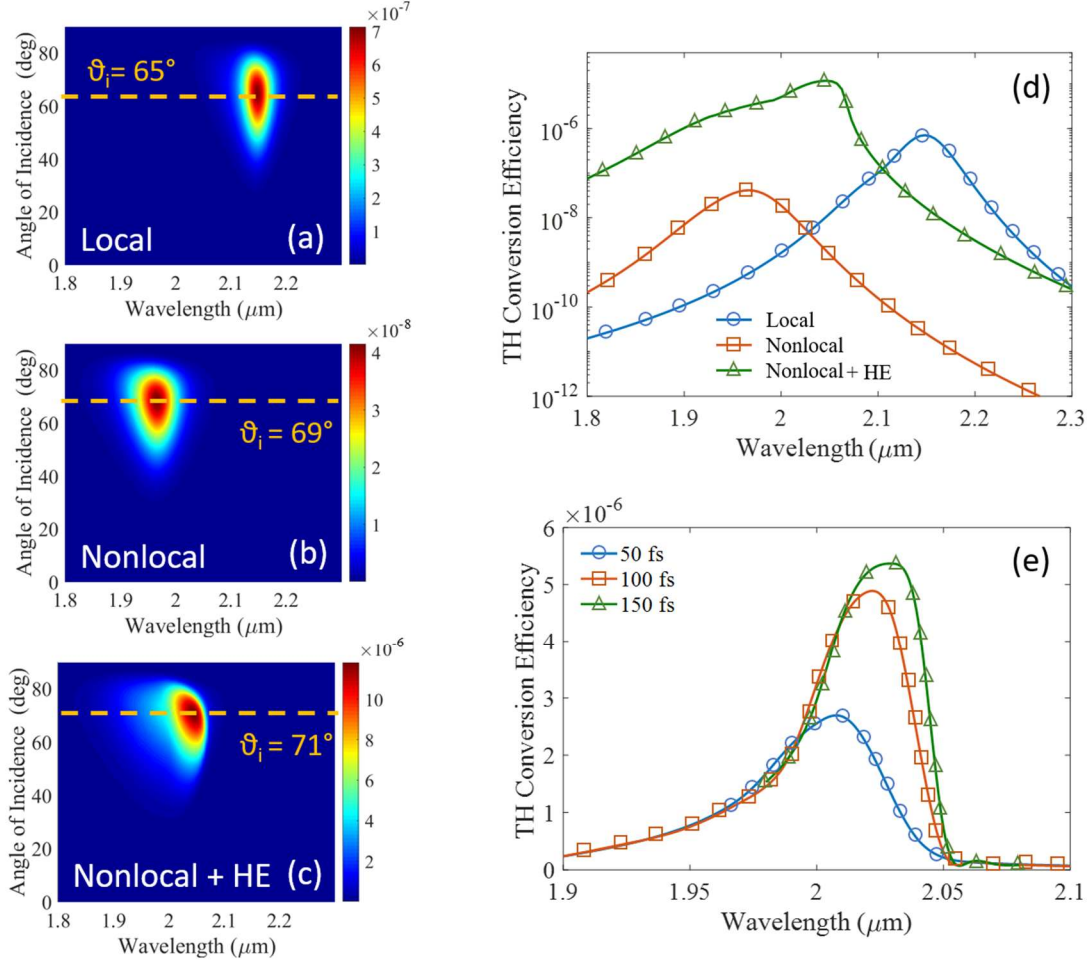 ×10-7
80
60
40
20
0
Angle of Incidence (deg)
ϑi= 65°
Local
(a)
1.8 1.9 2 2.1 2.2
Wavelength (μm)
7
6
5
4
3
2
1
×10-8
80
60
40
20
0
Angle of Incidence (deg)
ϑi = 69°
Nonlocal
(b)
1.8 1.9 2 2.1 2.2
Wavelength (μm)
4
3
2
1
×10-6
80
60
40
20
0
Angle of Incidence (deg)
ϑi = 71°
Nonlocal + HE
(c)
1.8 1.9 2 2.1 2.2
Wavelength (μm)
10
8
6
4
2
(d)
TH Conversion Efficiency
10-6
10-8
10-10
10-12
Local
Nonlocal
Nonlocal + HE
1.8 1.9 2 2.1 2.2 2.3
Wavelength (μm)
×10-6
(e)
TH Conversion Efficiency
6
5
4
3
2
1
0
50 fs
100 fs
150 fs
1.9 1.95 2 2.05 2.1
Wavelength (μm)